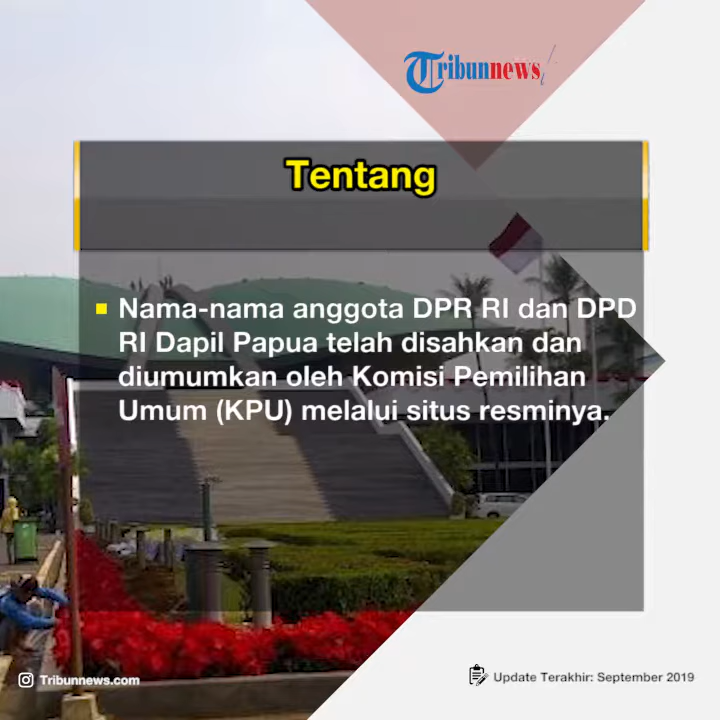 Tribunnews
Tentang
Nama-nama anggota DPR RI dan DPD
RI Dapil Papua telah disahkan dan
diumumkan oleh Komisi Pemilihan
Umum (KPU) melalui situs resminya.
Tribunnews.com
Update Terakhir: September 2019